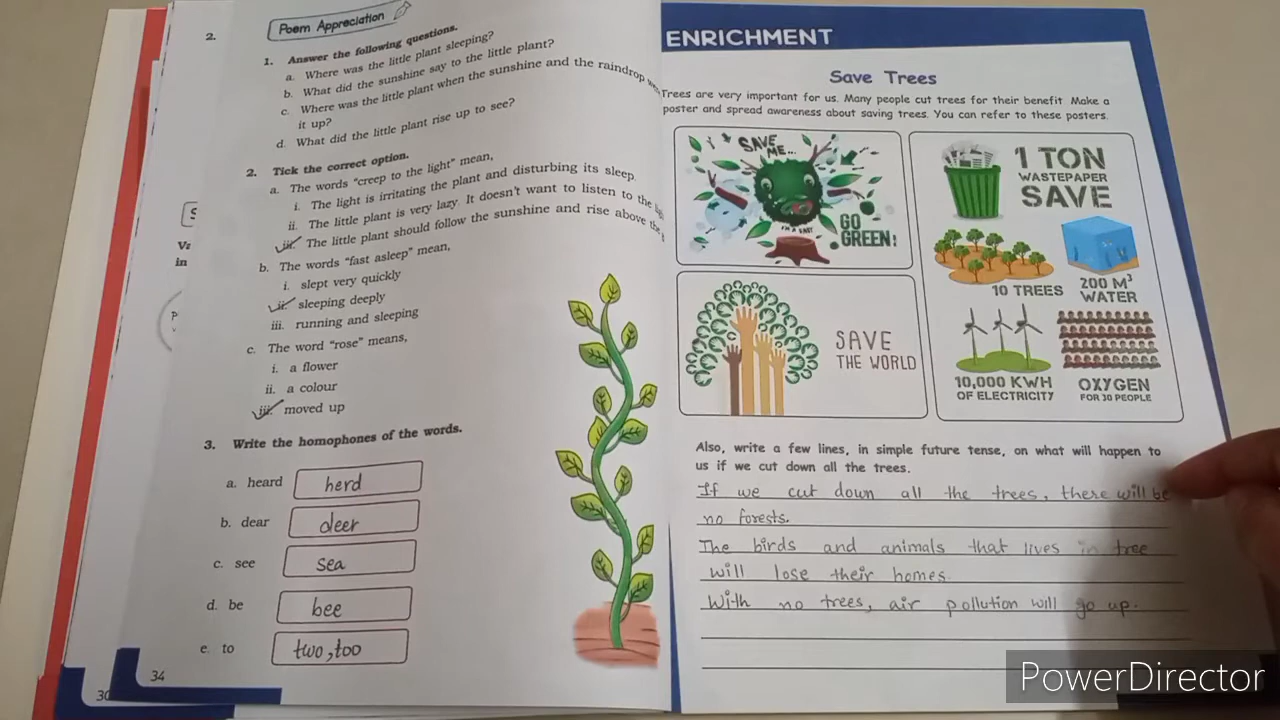 2.
Poem Appreciation
1. Answer the following questions.
a. Where was the little plant sleeping?
b. What did the sunshine say to the little plant?
c. Where was the little plant when the sunshine and the raindrop
it up?
d. What did the little plant rise up to see?
2. Tick the correct option.
a. The words "creep to the light" mean,
i. The light is irritating the plant and disturbing its sleep.
ii. The little plant is very lazy. It doesn't want to listen to the
iii. The little plant should follow the sunshine and rise above the
b. The words "fast asleep" mean,
i. slept very quickly
ii. sleeping deeply
iii. running and sleeping
c. The word "rose" means,
i. a flower
ii. a colour
iii. moved up
3. Write the homophones of the words.
a. heard herd
b. dear deer
c. see sea
d. be bee
e. to two, too
34
30
in
ENRICHMENT
Save Trees
Trees are very important for us. Many people cut trees for their benefit. Make a
poster and spread awareness about saving trees. You can refer to these posters.
SAVE
ME...
I'M A BABY
GO
GREEN!
SAVE
THE WORLD
1 TON
WASTEPAPER
SAVE
10 TREES
200 M³
WATER
10,000 KWH
OF ELECTRICITY
OXYGEN
FOR 30 PEOPLE
Also, write a few lines, in simple future tense, on what will happen to
us if we cut down all the trees.
If we cut down all the trees, there will be
no forests.
The birds and animals that lives in tree
will lose their homes.
With no trees, air pollution will go up.
PowerDirector